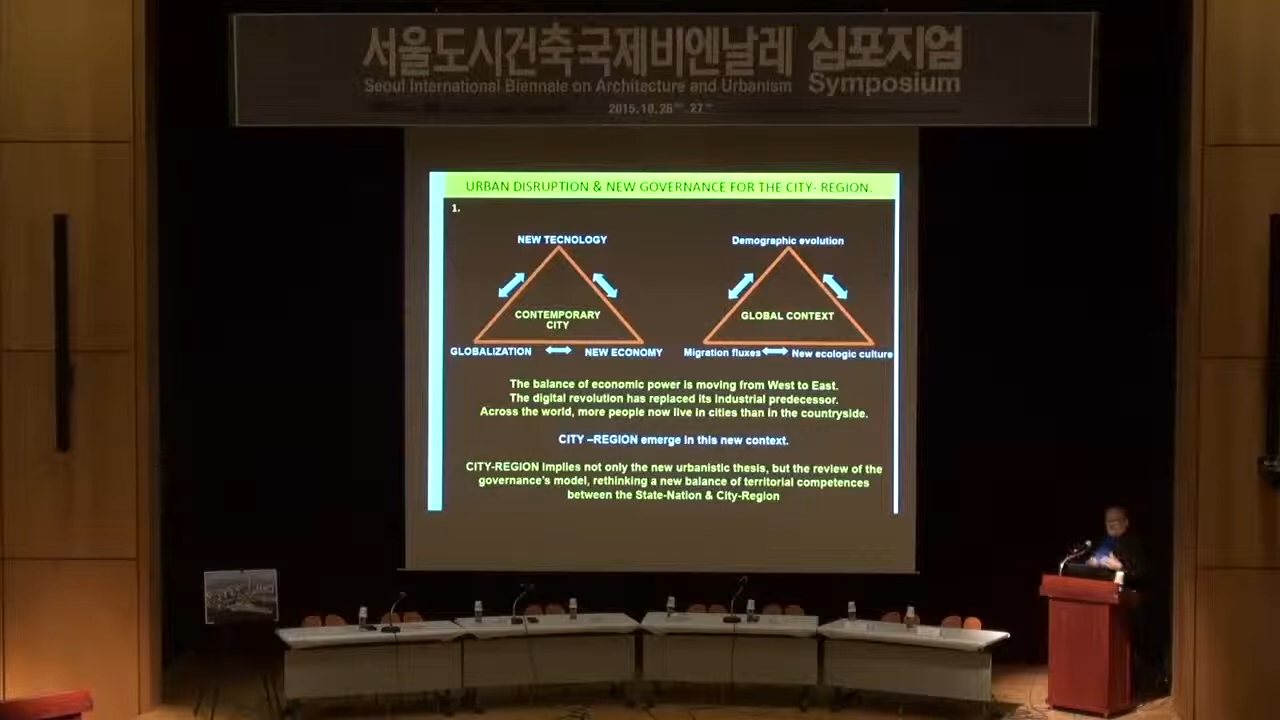 서울도시건축국제비엔날레 심포지엄
Seoul International Biennale on Architecture and Urbanism Symposium
2015.10.26 27
URBAN DISRUPTION & NEW GOVERNANCE FOR THE CITY- REGION.
1.
NEW TECNOLOGY
CONTEMPORARY
CITY
GLOBALIZATION NEW ECONOMY
Demographic evolution
GLOBAL CONTEXT
Migration fluxes New ecologic culture
The balance of economic power is moving from West to East.
The digital revolution has replaced its industrial predecessor.
Across the world, more people now live in cities than in the countryside.
CITY –REGION emerge in this new context.
CITY-REGION implies not only the new urbanistic thesis, but the review of the
governance's model, rethinking a new balance of territorial competences
between the State-Nation & City-Region